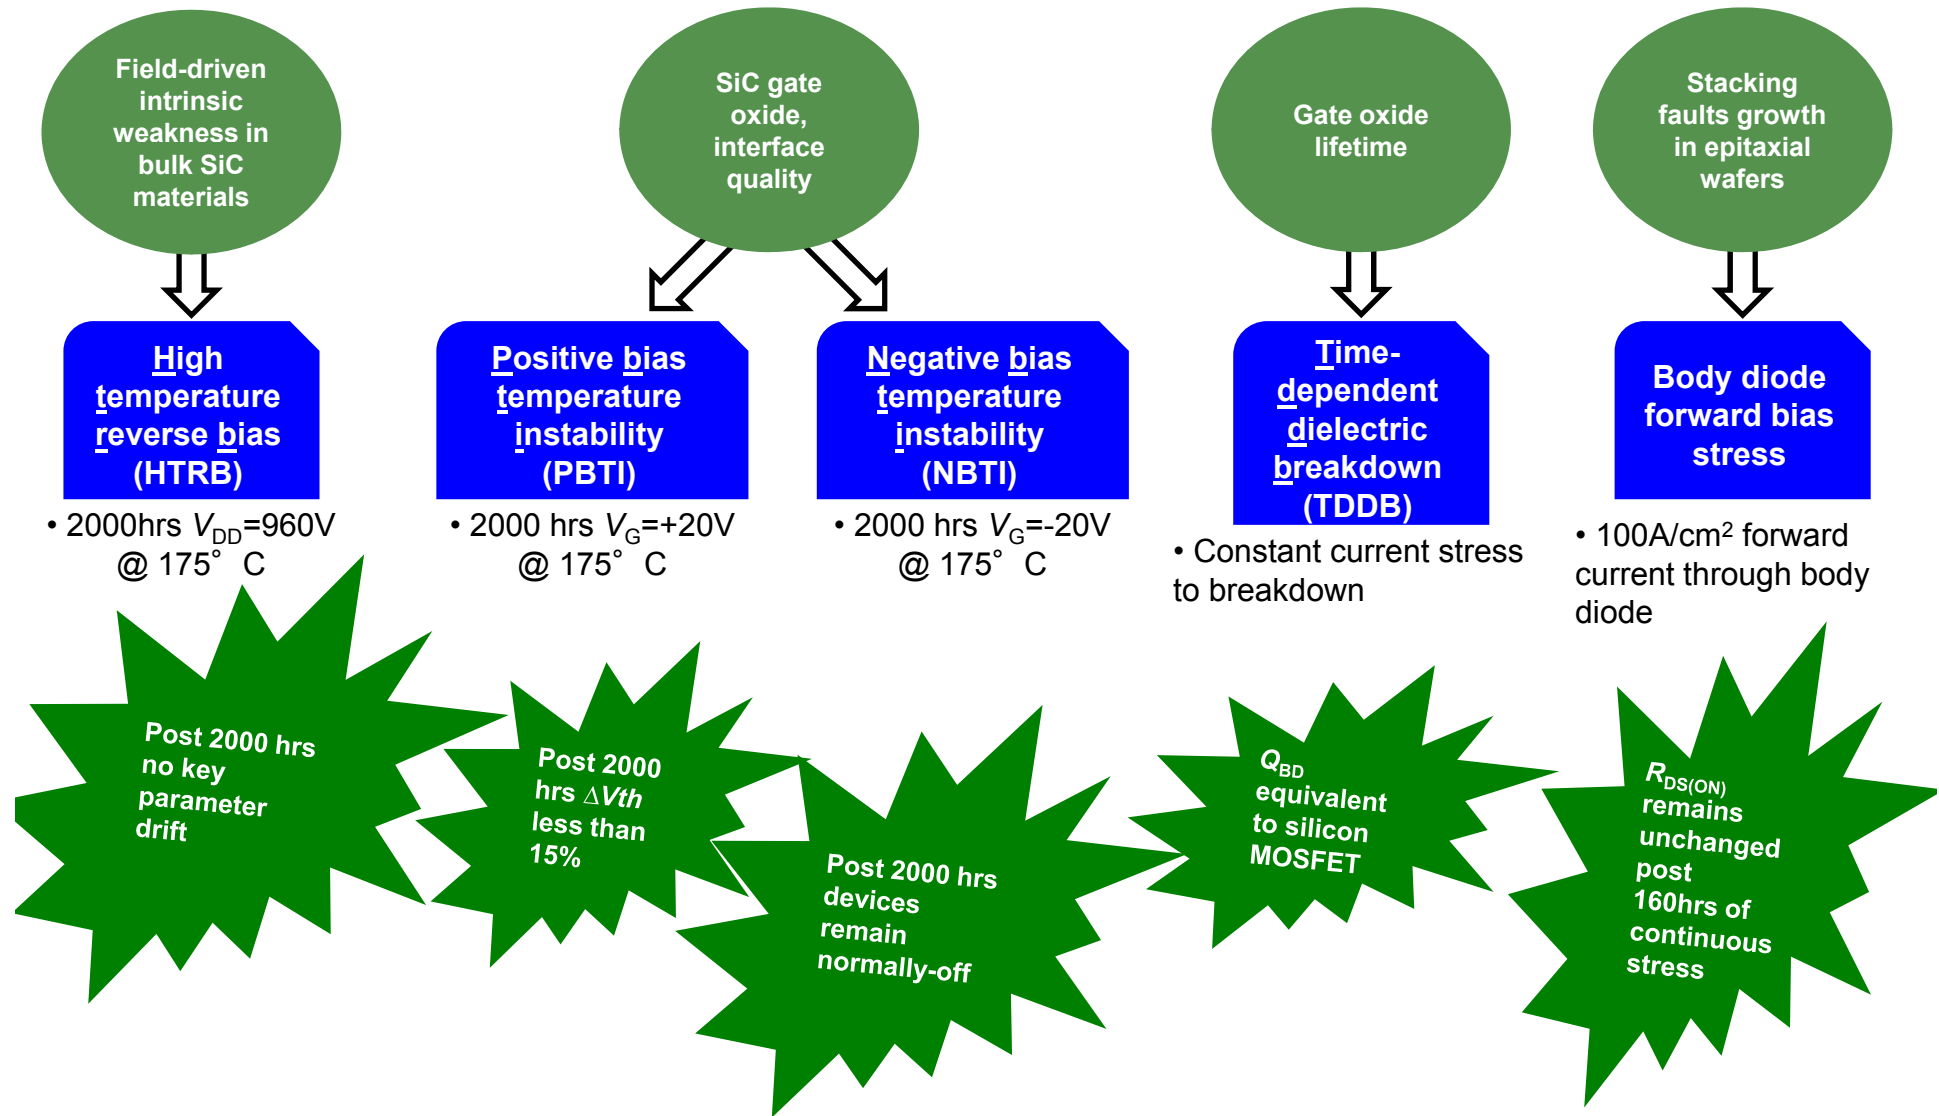 Field-driven
intrinsic
weakness in
bulk SiC
materials
SiC gate
oxide,
interface
quality
Gate oxide
lifetime
Stacking
faults growth
in epitaxial
wafers
High
temperature
reverse bias
(HTRB)
Positive bias
temperature
instability
(PBTI)
Negative bias
temperature
instability
(NBTI)
Time-
dependent
dielectric
breakdown
(TDDB)
Body diode
forward bias
stress
• 2000hrs VDD=960V
@ 175° C
• 2000 hrs VG=+20V
@ 175° C
• 2000 hrs VG=-20V
@ 175° C
• Constant current stress
to breakdown
• 100A/cm² forward
current through body
diode
Post 2000 hrs
no key
parameter
drift
Post 2000
hrs ΔVth
less than
15%
Post 2000 hrs
devices
remain
normally-off
QBD
equivalent
to silicon
MOSFET
RDS(ON)
remains
unchanged
post
160hrs of
continuous
stress